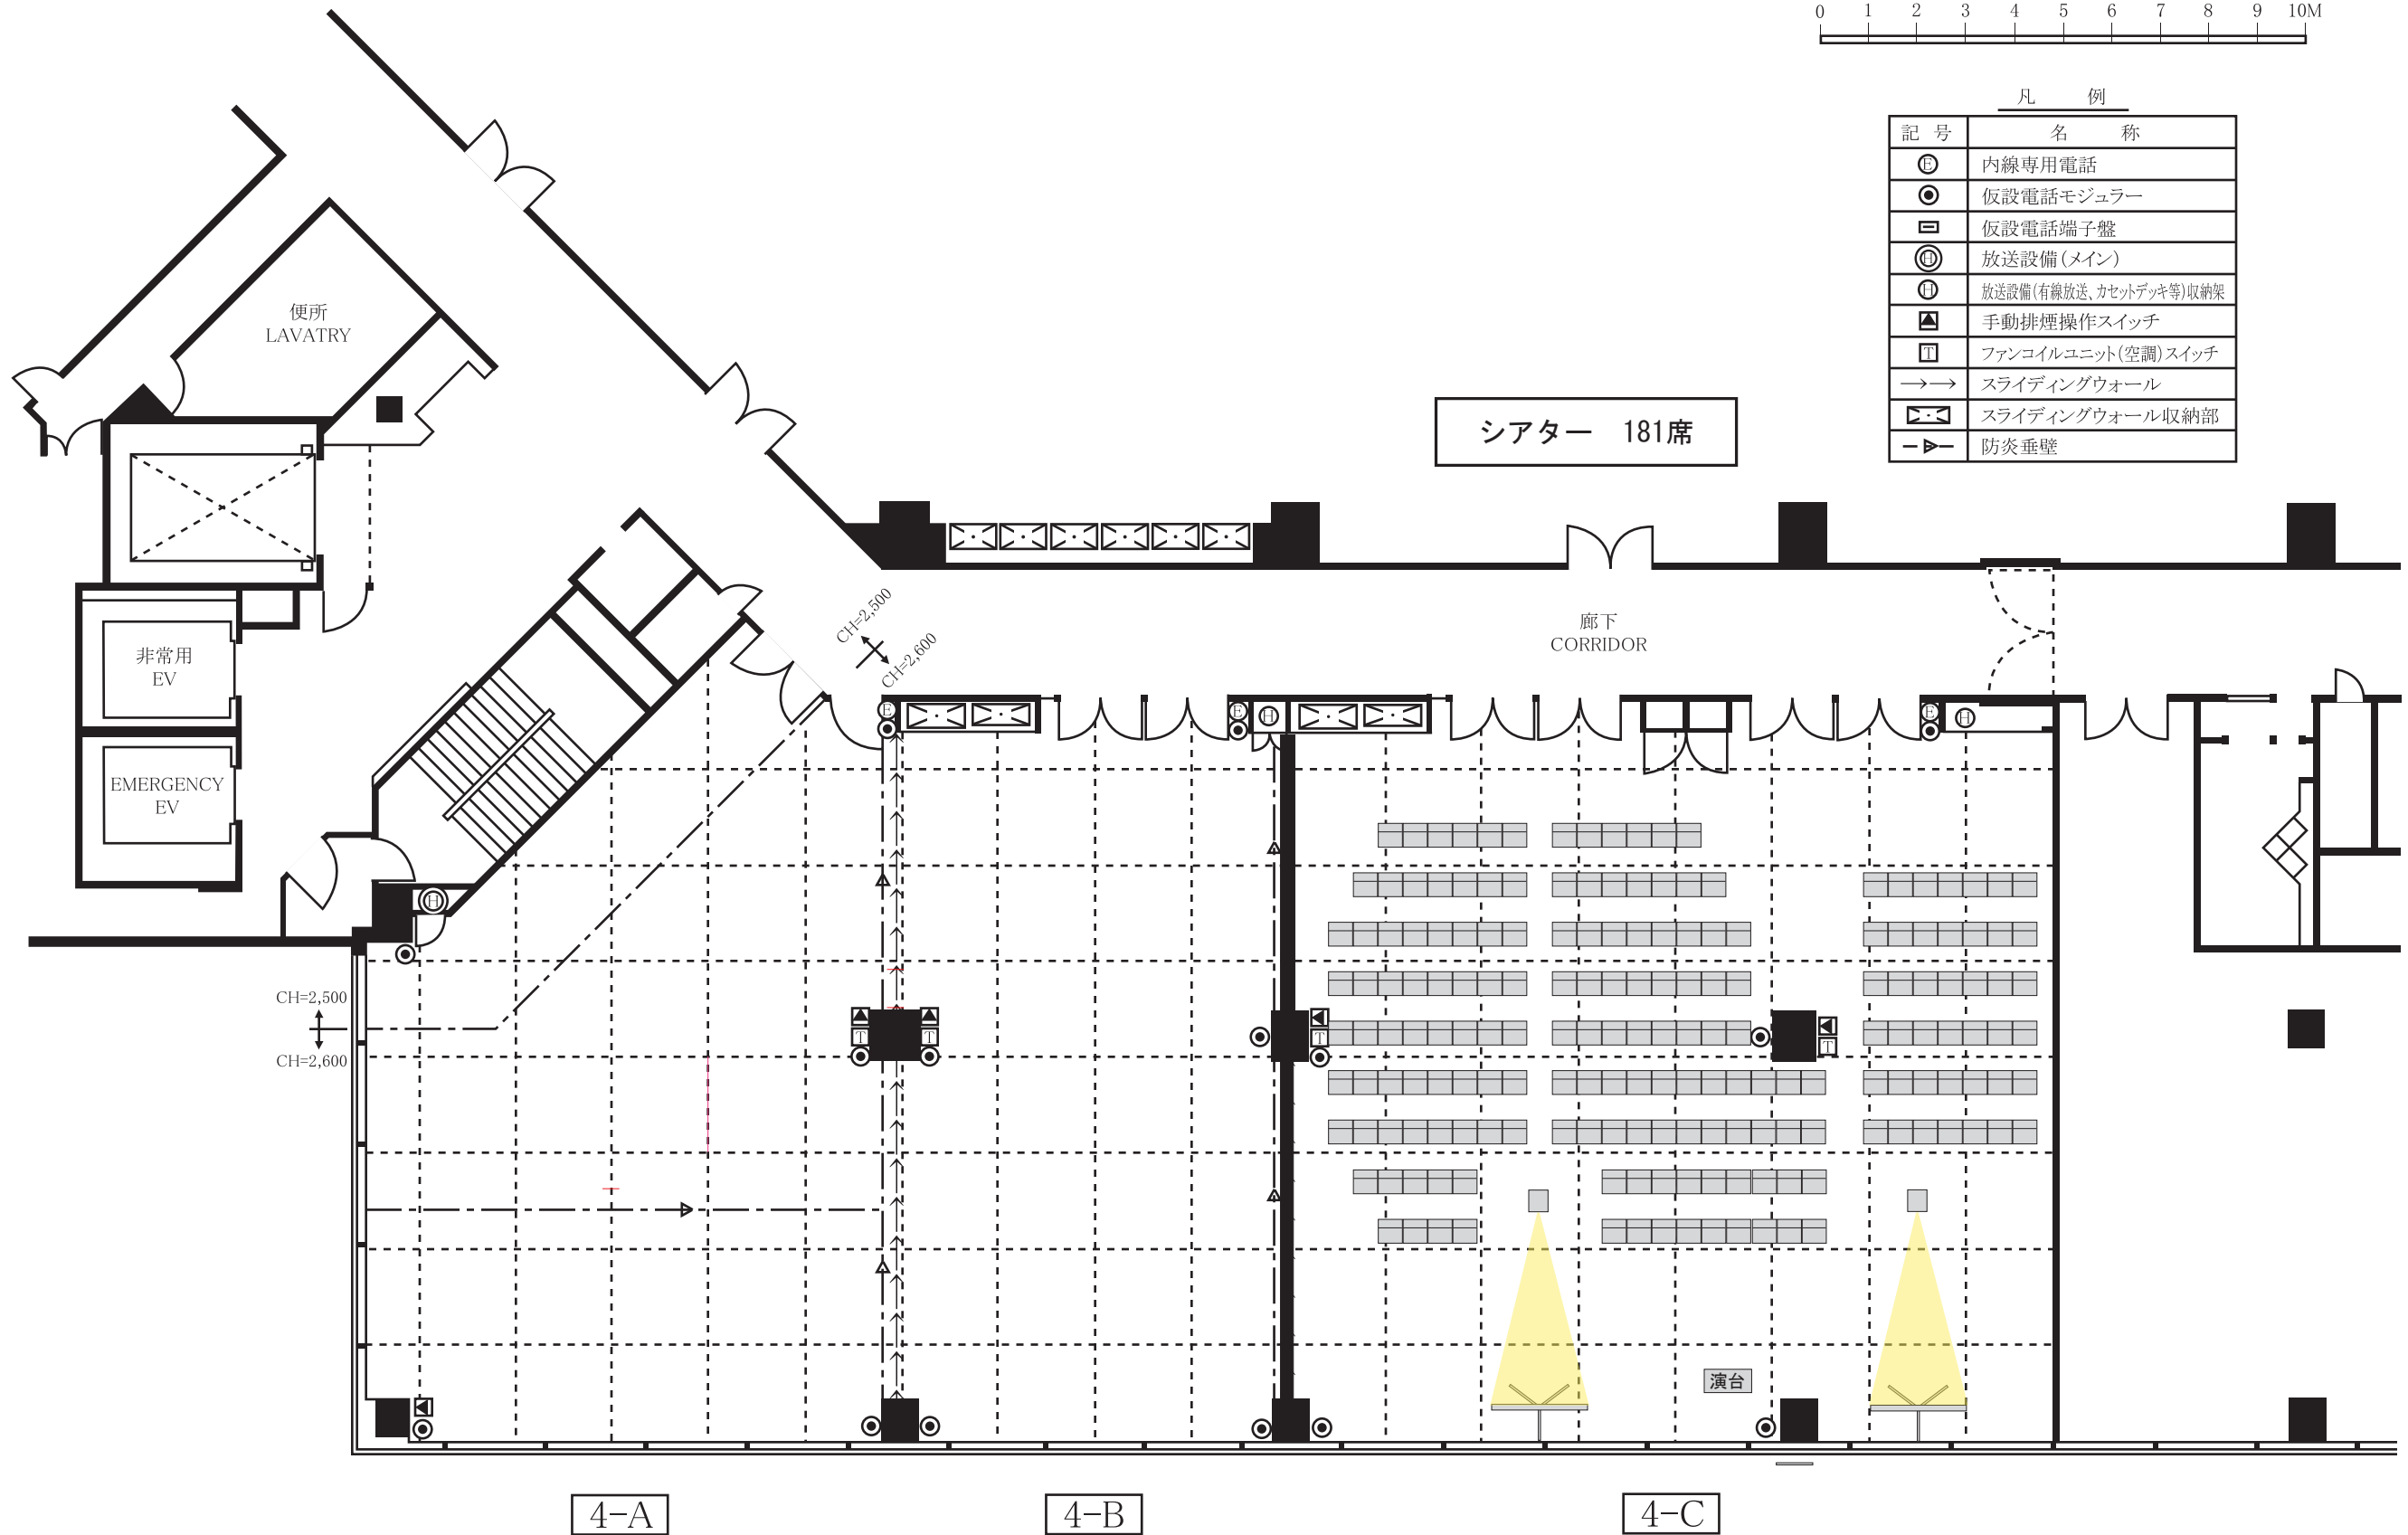 0 1 2 3 4 5 6 7 8 9 10M
凡 例
記 号 名 称
E 内線専用電話
仮設電話モジュラー
仮設電話端子盤
H 放送設備(メイン)
H 放送設備(有線放送、カセットデッキ等)収納架
手動排煙操作スイッチ
T ファンコイルユニット(空調)スイッチ
スライディングウォール
スライディングウォール収納部
防炎垂壁
シアター 181席
便所
LAVATRY
非常用
EV
EMERGENCY
EV
CH=2,500
CH=2,600
廊下
CORRIDOR
E
E
H
E
H
H
CH=2,500
CH=2,600
T
T
T
T
演台
4-A
4-B
4-C